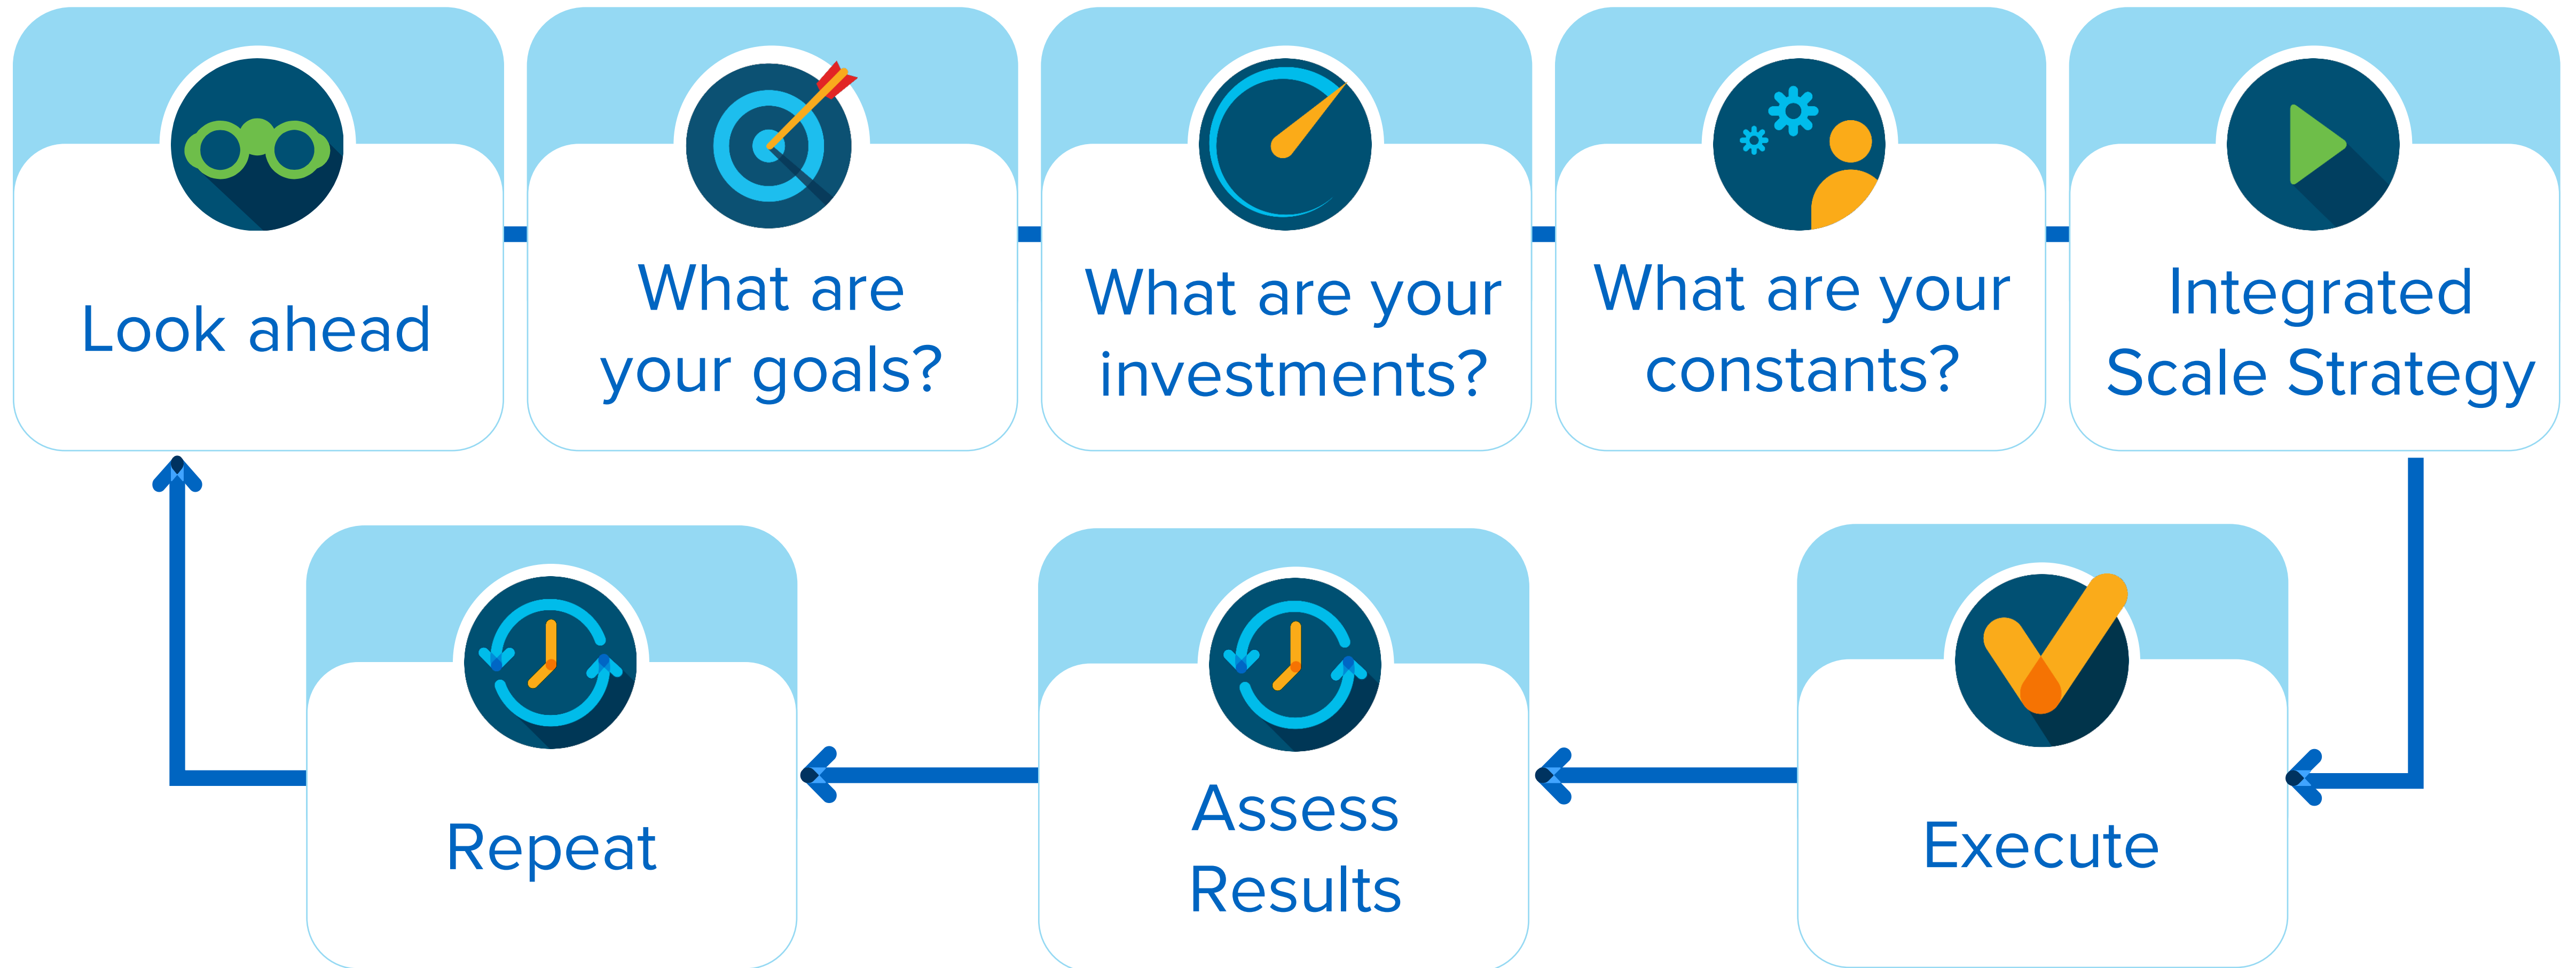 Look ahead
What are
your goals?
What are your
investments?
What are your
constants?
Integrated
Scale Strategy
Execute
Assess
Results
Repeat